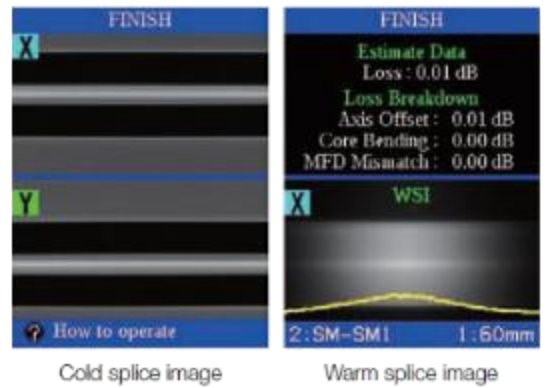 FINISH
X
Y
? How to operate
Cold splice image
FINISH
Estimate Data
Loss : 0.01 dB
Loss Breakdown
Axis Offset : 0.01 dB
Core Bending : 0.00 dB
MFD Mismatch : 0.00 dB
X
WSI
2:SM-SM1 1:60mm
Warm splice image